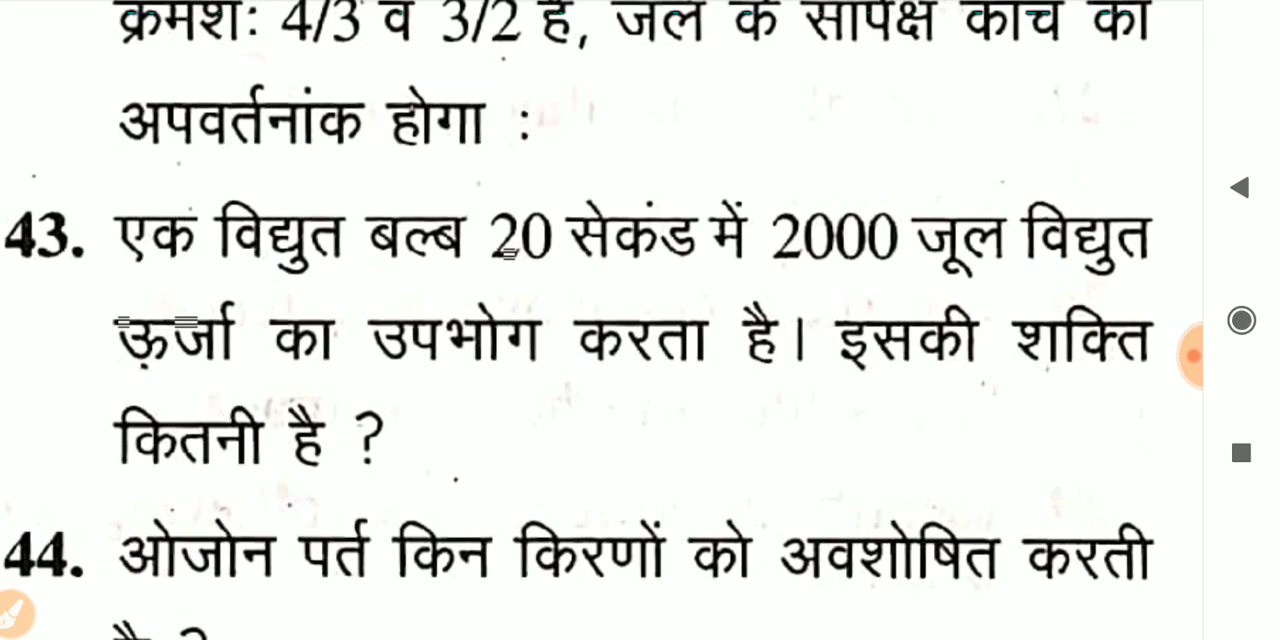 क्रमशः 4/3 व 3/2 है, जल के सापेक्ष काँच का
अपवर्तनांक होगा :
43. एक विद्युत बल्ब 20 सेकंड में 2000 जूल विद्युत
ऊर्जा का उपभोग करता है। इसकी शक्ति
कितनी है ?
44. ओजोन पर्त किन किरणों को अवशोषित करती
है ?